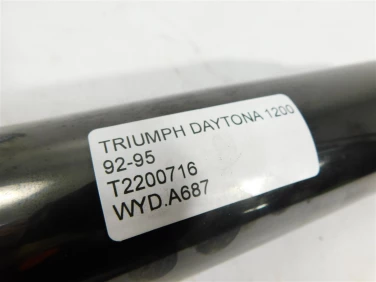 TRIUMPH DAYTONA 1200
92-95
T2200716
WYD.A687